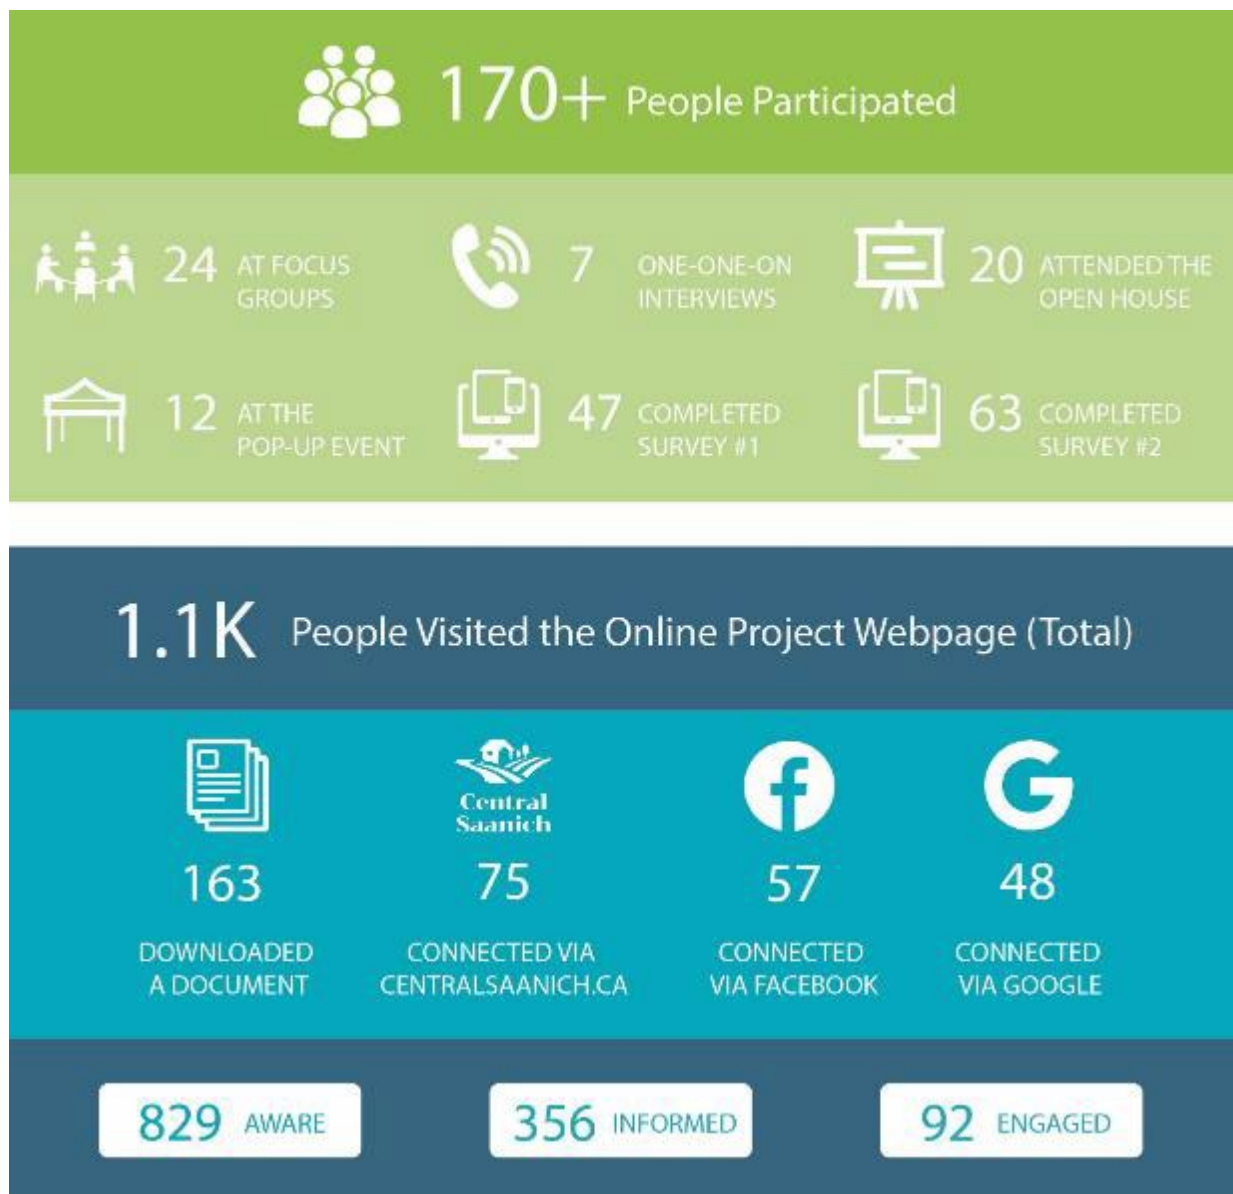 170+ People Participated
24 AT FOCUS
GROUPS
7 ONE-ONE-ON
INTERVIEWS
20 ATTENDED THE
OPEN HOUSE
12 AT THE
POP-UP EVENT
47 COMPLETED
SURVEY #1
63 COMPLETED
SURVEY #2
1.1K People Visited the Online Project Webpage (Total)
Central
Saanich
163
DOWNLOADED
A DOCUMENT
75
CONNECTED VIA
CENTRALSAANICH.CA
57
CONNECTED
VIA FACEBOOK
48
CONNECTED
VIA GOOGLE
829 AWARE
356 INFORMED
92 ENGAGED